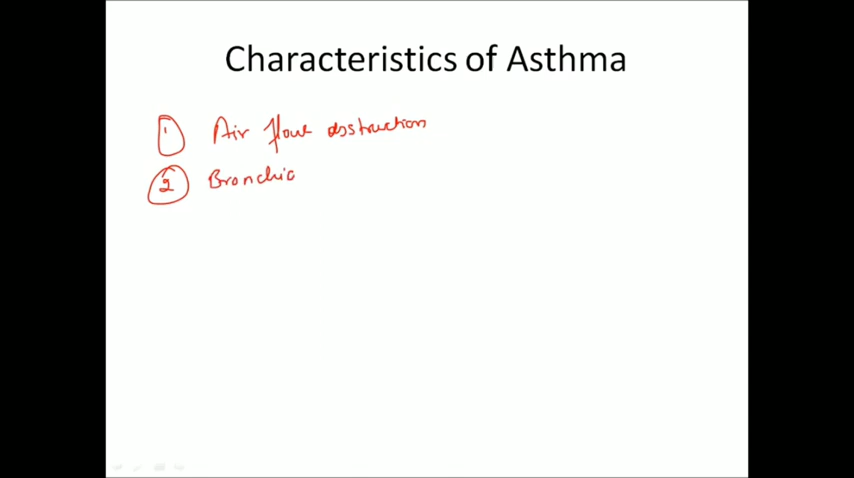 Characteristics of Asthma
1 Air flow obstruction
2 Bronchio